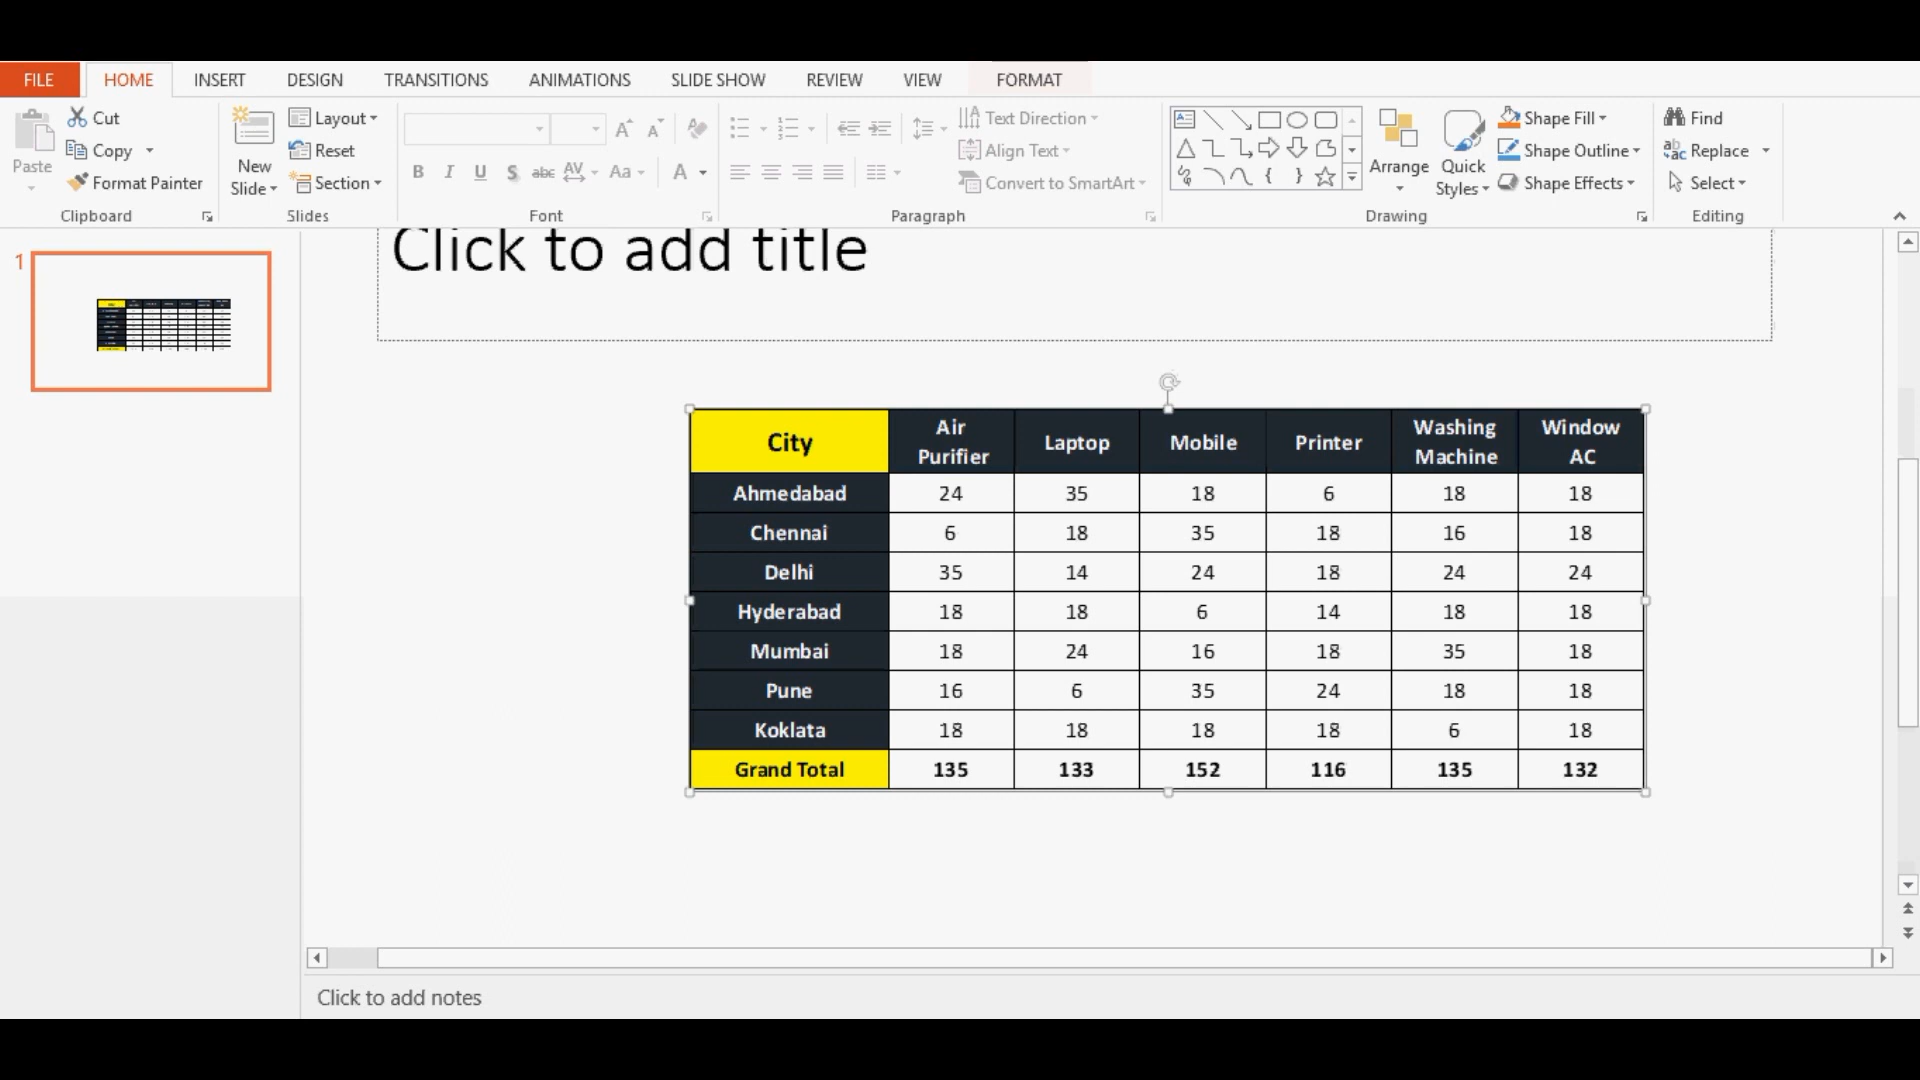 FILE HOME INSERT DESIGN TRANSITIONS ANIMATIONS SLIDE SHOW REVIEW VIEW FORMAT
Paste
Cut
Copy
Format Painter
Clipboard
New
Slide
Layout
Reset
Section
Slides
B I U S abc AV Aa A
Font
Text Direction
Align Text
Convert to SmartArt
Paragraph
Arrange
Quick
Styles
Shape Fill
Shape Outline
Shape Effects
Drawing
Find
Replace
Select
Editing
1
Click to add title
City Air Purifier Laptop Mobile Printer Washing Machine Window AC
Ahmedabad 24 35 18 6 18 18
Chennai 6 18 35 18 16 18
Delhi 35 14 24 18 24 24
Hyderabad 18 18 6 14 18 18
Mumbai 18 24 16 18 35 18
Pune 16 6 35 24 18 18
Koklata 18 18 18 18 6 18
Grand Total 135 133 152 116 135 132
Click to add notes